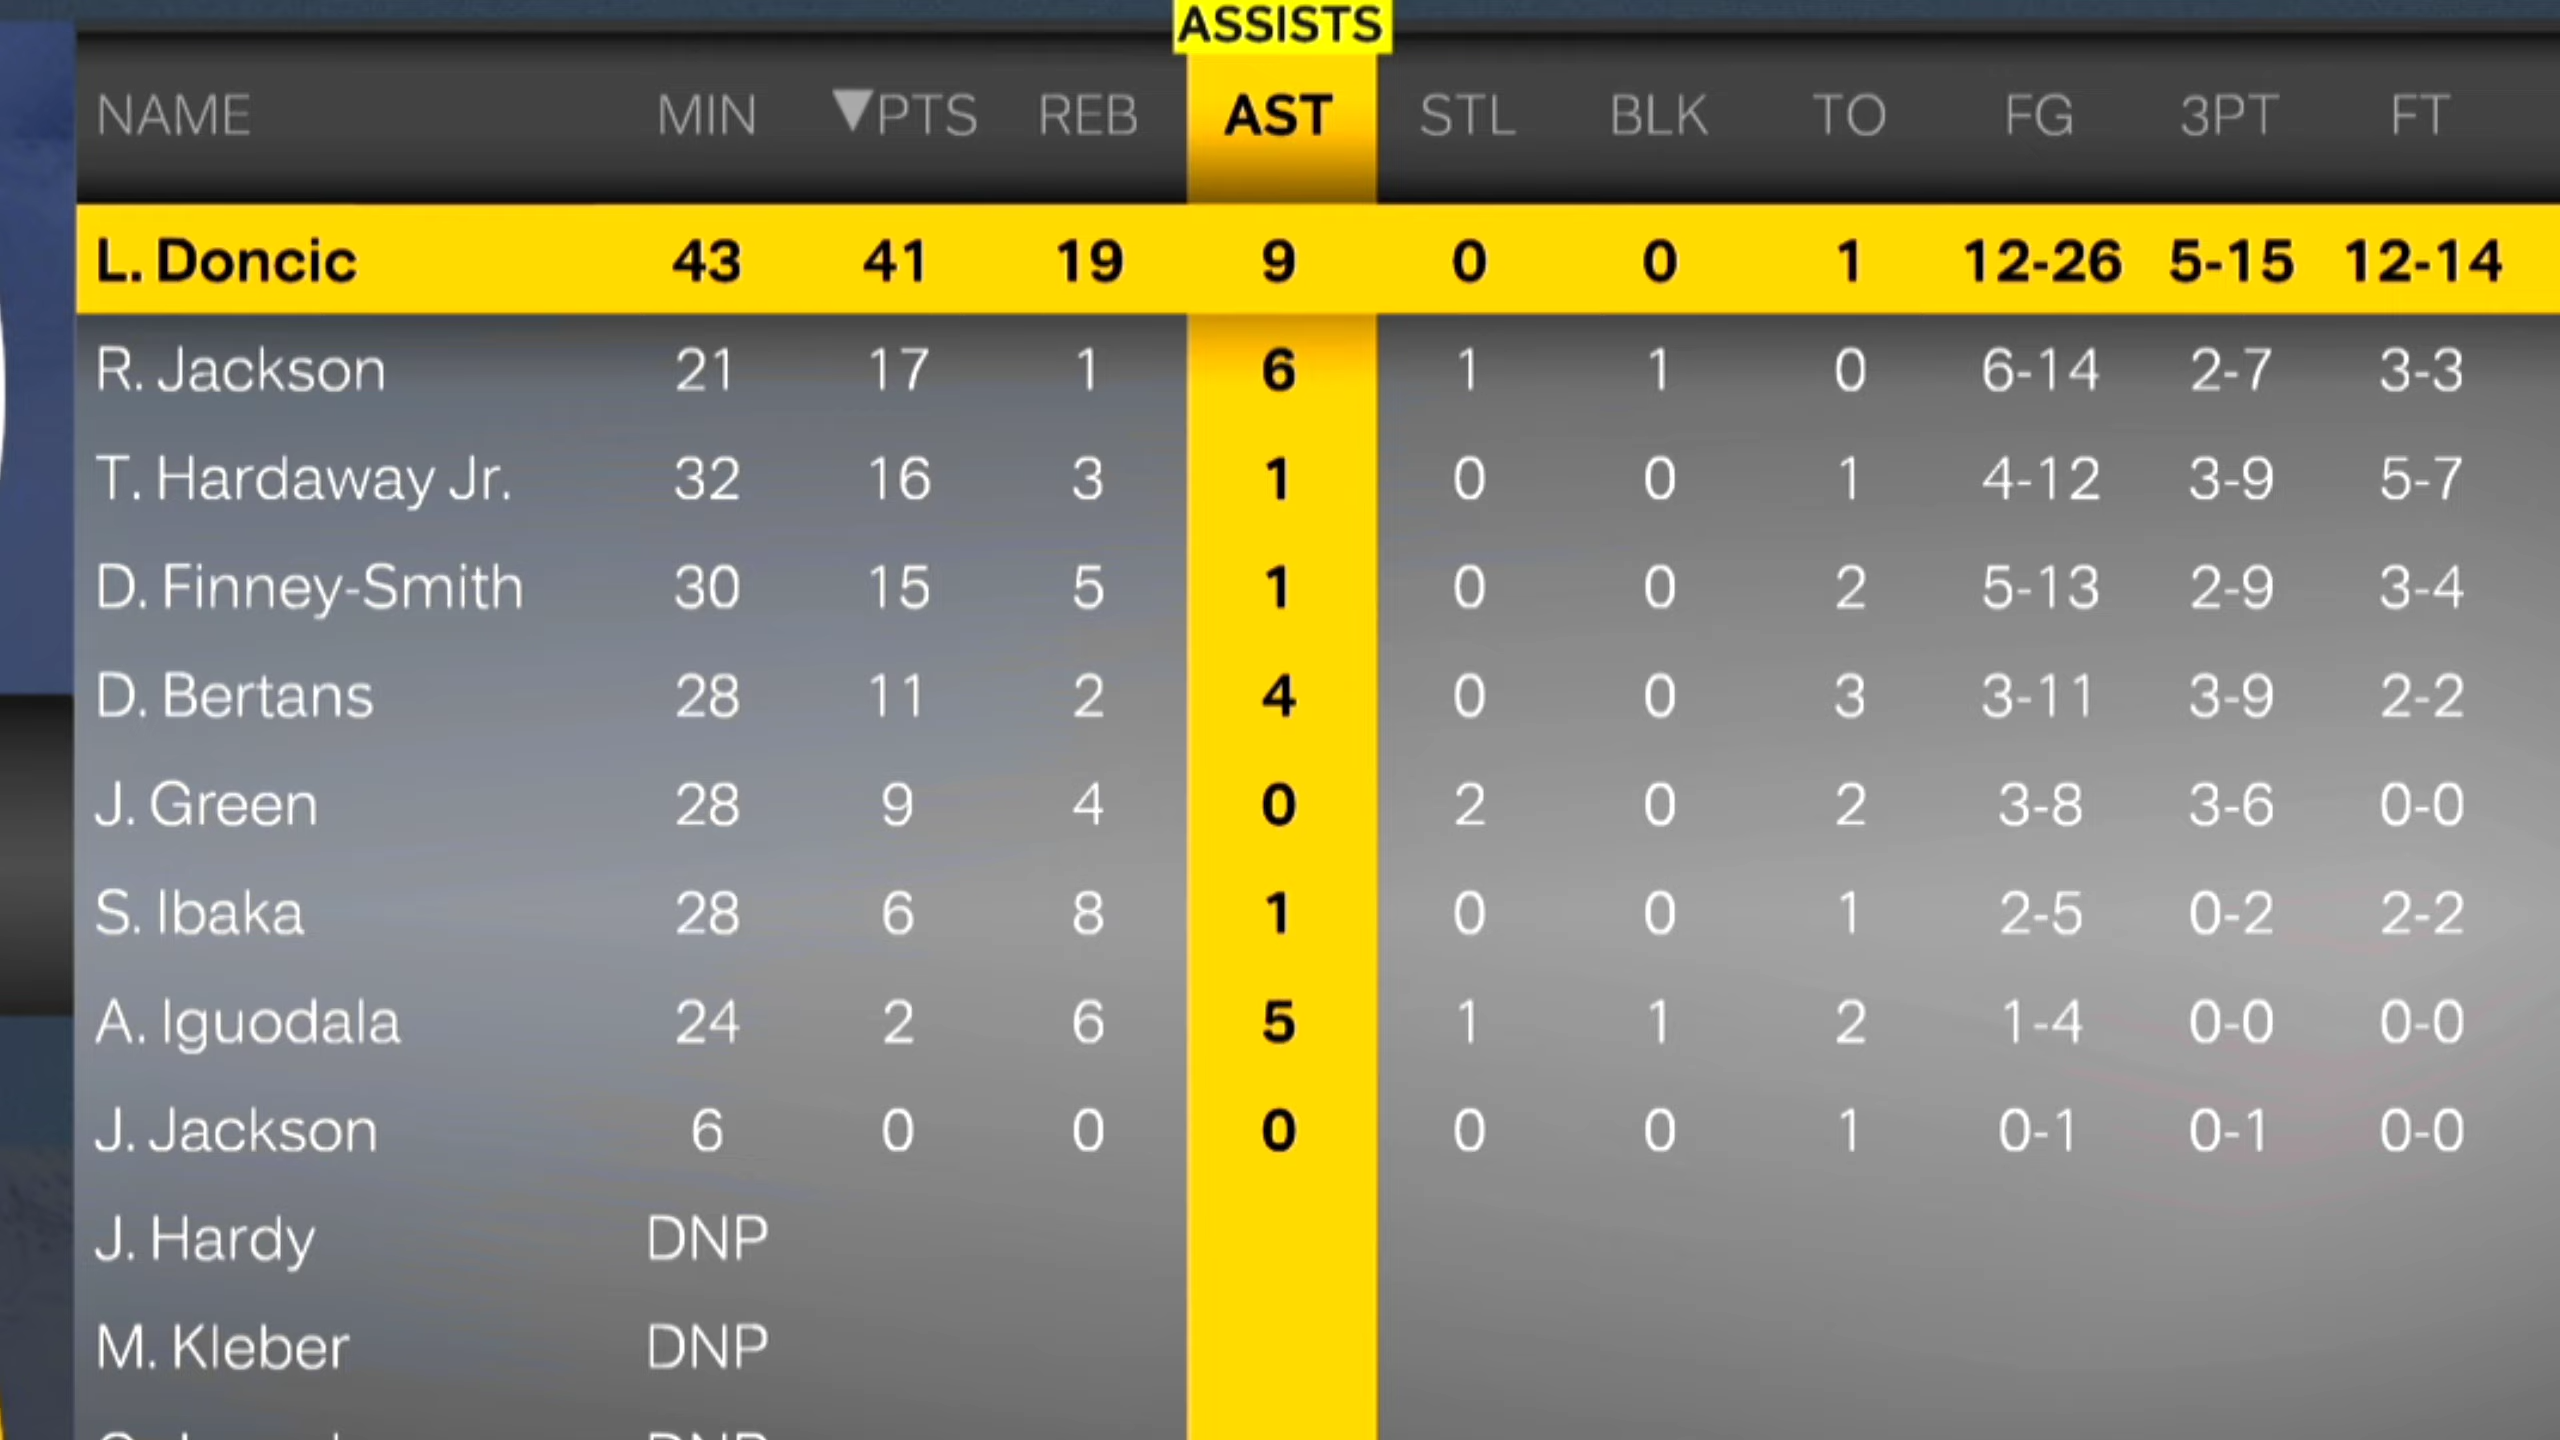 ASSISTS
NAME MIN ▼PTS REB AST STL BLK TO FG 3PT FT
L. Doncic 43 41 19 9 0 0 1 12-26 5-15 12-14
R. Jackson 21 17 1 6 1 1 0 6-14 2-7 3-3
T. Hardaway Jr. 32 16 3 1 0 0 1 4-12 3-9 5-7
D. Finney-Smith 30 15 5 1 0 0 2 5-13 2-9 3-4
D. Bertans 28 11 2 4 0 0 3 3-11 3-9 2-2
J. Green 28 9 4 0 2 0 2 3-8 3-6 0-0
S. Ibaka 28 6 8 1 0 0 1 2-5 0-2 2-2
A. Iguodala 24 2 6 5 1 1 2 1-4 0-0 0-0
J. Jackson 6 0 0 0 0 0 1 0-1 0-1 0-0
J. Hardy DNP
M. Kleber DNP
DNP